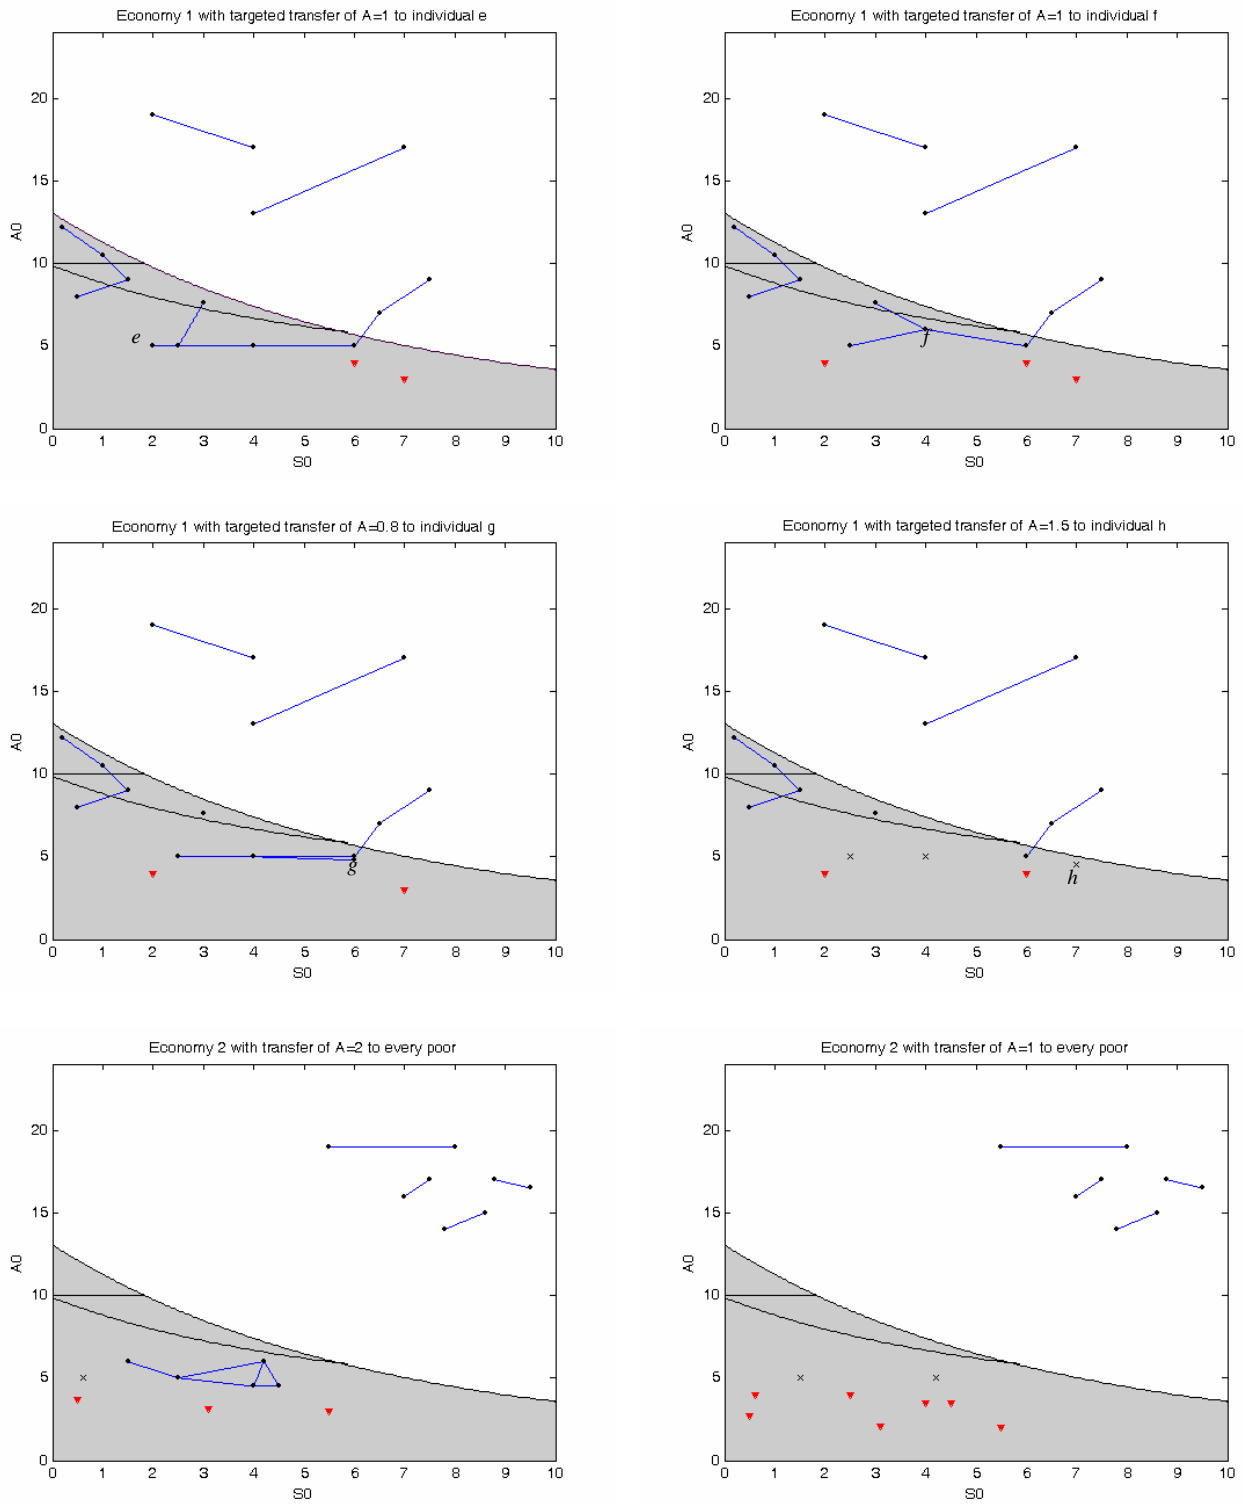 Economy 1 with targeted transfer of A=1 to individual e
20
15
A0
10
5
0
e
0 1 2 3 4 5 6 7 8 9 10
S0
Economy 1 with targeted transfer of A=1 to individual f
20
15
A0
10
5
0
f
0 1 2 3 4 5 6 7 8 9 10
S0
Economy 1 with targeted transfer of A=0.8 to individual g
20
15
A0
10
5
0
g
0 1 2 3 4 5 6 7 8 9 10
S0
Economy 1 with targeted transfer of A=1.5 to individual h
20
15
A0
10
5
0
h
0 1 2 3 4 5 6 7 8 9 10
S0
Economy 2 with transfer of A=2 to every poor
20
15
A0
10
5
0
0 1 2 3 4 5 6 7 8 9 10
S0
Economy 2 with transfer of A=1 to every poor
20
15
A0
10
5
0
0 1 2 3 4 5 6 7 8 9 10
S0